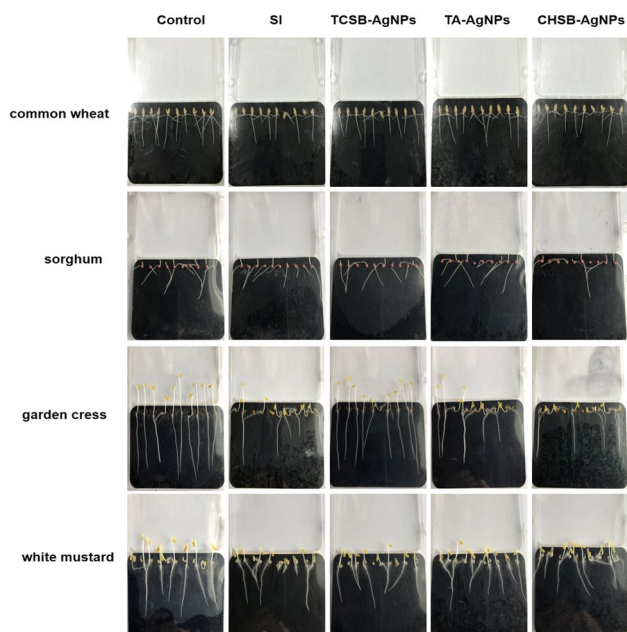 Control SI TCSB-AgNPs TA-AgNPs CHSB-AgNPs
common wheat
sorghum
garden cress
white mustard